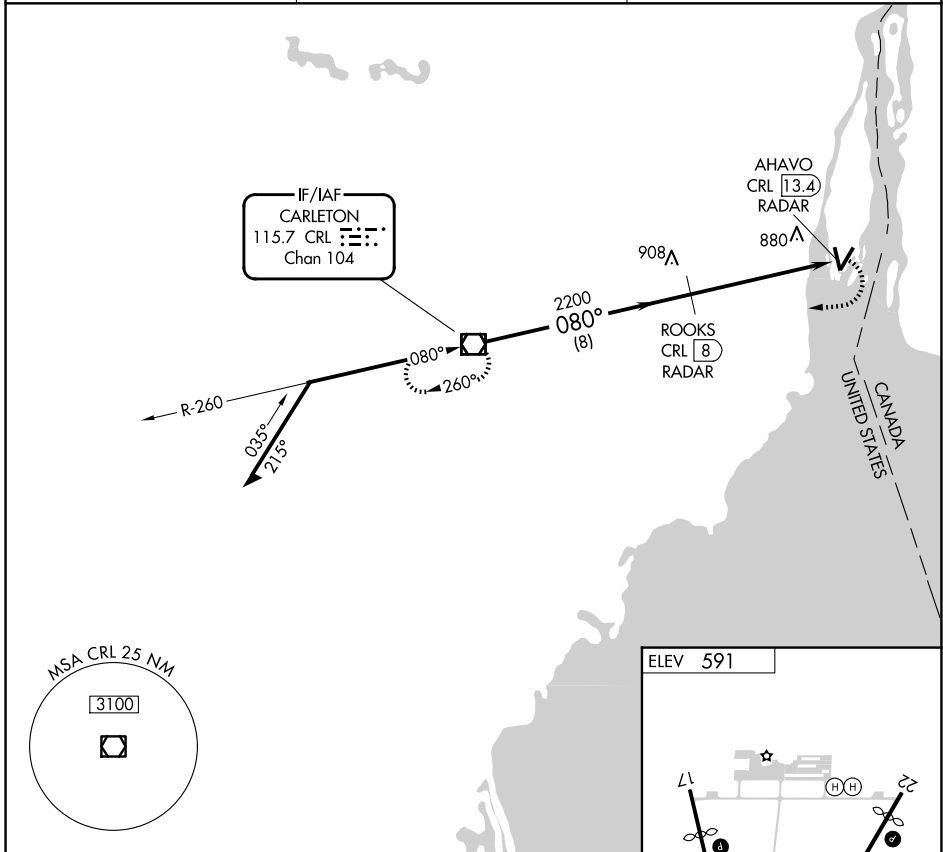 IF/IAF
CARLETON
115.7 CRL
Chan 104
AHAVO
CRL 13.4
RADAR
908
880
2200
080°
(8)
ROOKS
CRL 8
RADAR
080°
260°
R-260
035°
215°
CANADA
UNITED STATES
MSA CRL 25 NM
3100
ELEV 591
17
22
H H
P
P